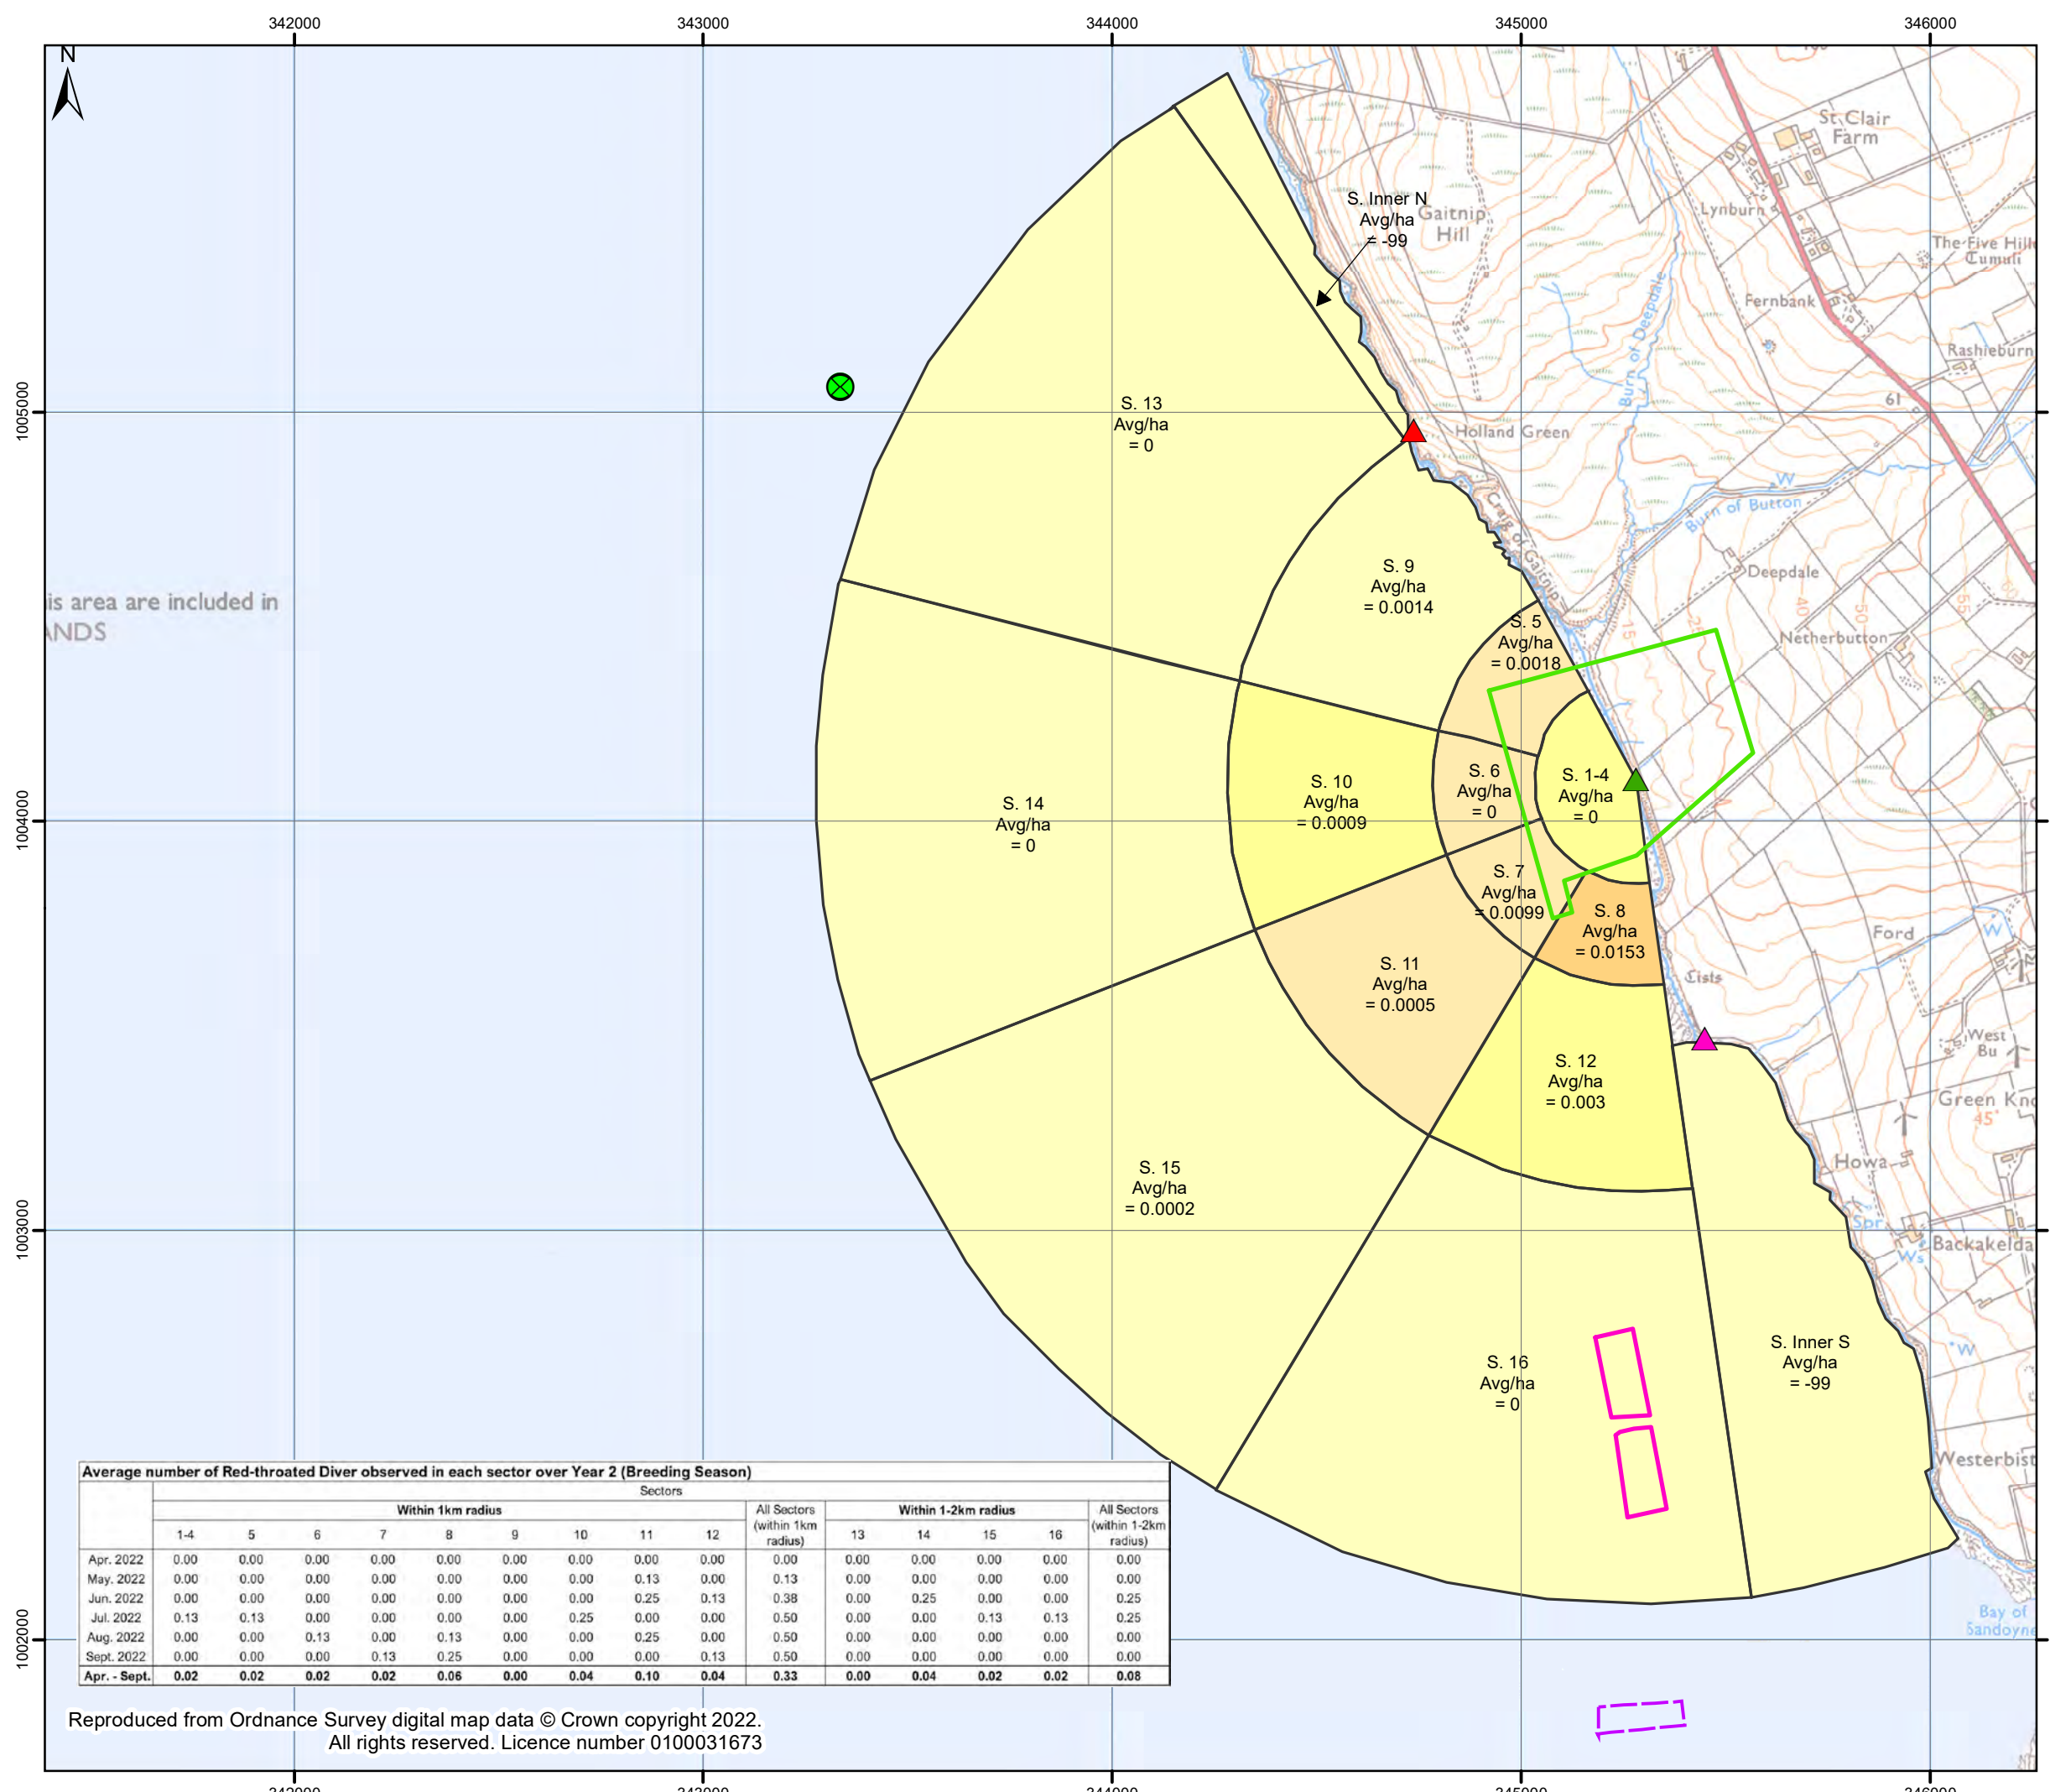 342000 343000 344000 345000 346000
N
St. Clair
Farm
S. Inner N
Avg/ha
= -99
Gaitnip
Hill
Lynburn
The Five Hill
Tumuli
Burn of Deepdale
Fernbank
Rashieburn
1005000
S. 13
Avg/ha
= 0
61
Holland Green
W
Burn of Button
Craig of Gaitnip
Deepdale
S. 9
Avg/ha
= 0.0014
is area are included in
ANDS
S. 5
Avg/ha
= 0.0018
15
25
40
50
55
60
Netherbutton
1004000
S. 14
Avg/ha
= 0
S. 10
Avg/ha
= 0.0009
S. 6
Avg/ha
= 0
S. 1-4
Avg/ha
= 0
S. 7
Avg/ha
= 0.0099
S. 8
Avg/ha
= 0.0153
Ford
W
Cists
S. 11
Avg/ha
= 0.0005
West
Bu
S. 12
Avg/ha
= 0.003
Green Kno
45
Howa
S. 15
Avg/ha
= 0.0002
1003000
Spr
Ws
Backakelda
W
S. 16
Avg/ha
= 0
S. Inner S
Avg/ha
= -99
Westerbist
Bay of
Sandoyne
1002000
Average number of Red-throated Diver observed in each sector over Year 2 (Breeding Season)
Sectors
Within 1km radius All Sectors (within 1km radius) Within 1-2km radius All Sectors (within 1-2km radius)
1-4 5 6 7 8 9 10 11 12 13 14 15 16
Apr. 2022 0.00 0.00 0.00 0.00 0.00 0.00 0.00 0.00 0.00 0.00 0.00 0.00 0.00 0.00 0.00
May. 2022 0.00 0.00 0.00 0.00 0.00 0.00 0.00 0.13 0.00 0.13 0.00 0.00 0.00 0.00 0.00
Jun. 2022 0.00 0.00 0.00 0.00 0.00 0.00 0.00 0.25 0.13 0.38 0.00 0.25 0.00 0.00 0.25
Jul. 2022 0.13 0.13 0.00 0.00 0.00 0.00 0.25 0.00 0.00 0.50 0.00 0.00 0.13 0.13 0.25
Aug. 2022 0.00 0.00 0.13 0.00 0.13 0.00 0.00 0.25 0.00 0.50 0.00 0.00 0.00 0.00 0.00
Sept. 2022 0.00 0.00 0.00 0.13 0.25 0.00 0.00 0.00 0.13 0.50 0.00 0.00 0.00 0.00 0.00
Apr. - Sept. 0.02 0.02 0.02 0.02 0.06 0.00 0.04 0.10 0.04 0.33 0.00 0.04 0.02 0.02 0.08
Reproduced from Ordnance Survey digital map data © Crown copyright 2022.
All rights reserved. Licence number 0100031673
342000 343000 344000 345000 346000